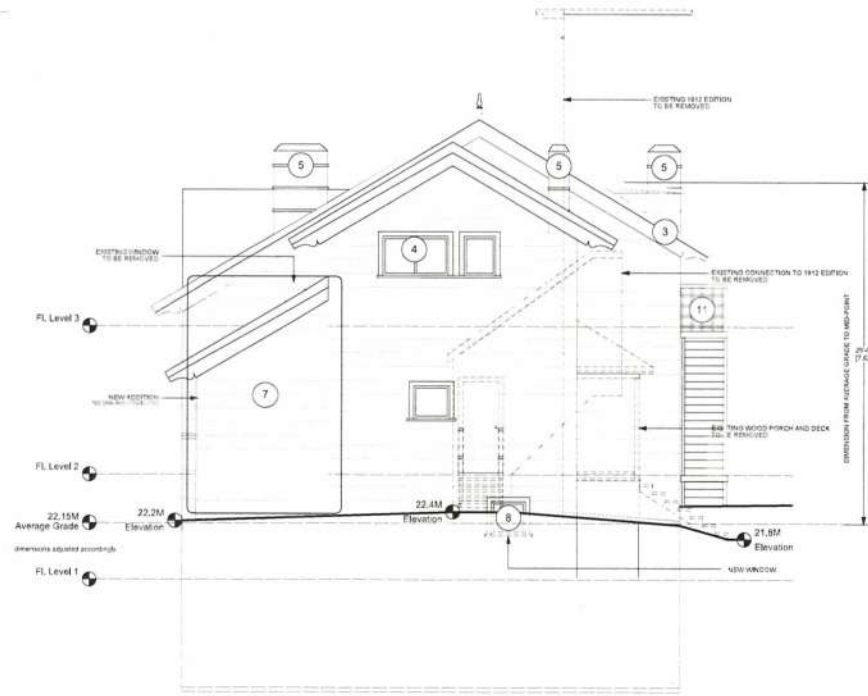 EXISTING 1912 EDITION
TO BE REMOVED
5
5
5
3
4
EXISTING WINDOW
TO BE REMOVED
EXISTING CONNECTION TO 1912 EDITION
TO BE REMOVED
11
FL Level 3
DIMENSION FROM AVERAGE GRADE TO MID-POINT
7
NEW ADDITION
EXISTING WOOD PORCH AND DECK
TO BE REMOVED
FL Level 2
22,15M
Average Grade
22,2M
Elevation
22,4M
Elevation
8
21,8M
Elevation
dimensions adjusted accordingly
NEW WINDOW
FL Level 1